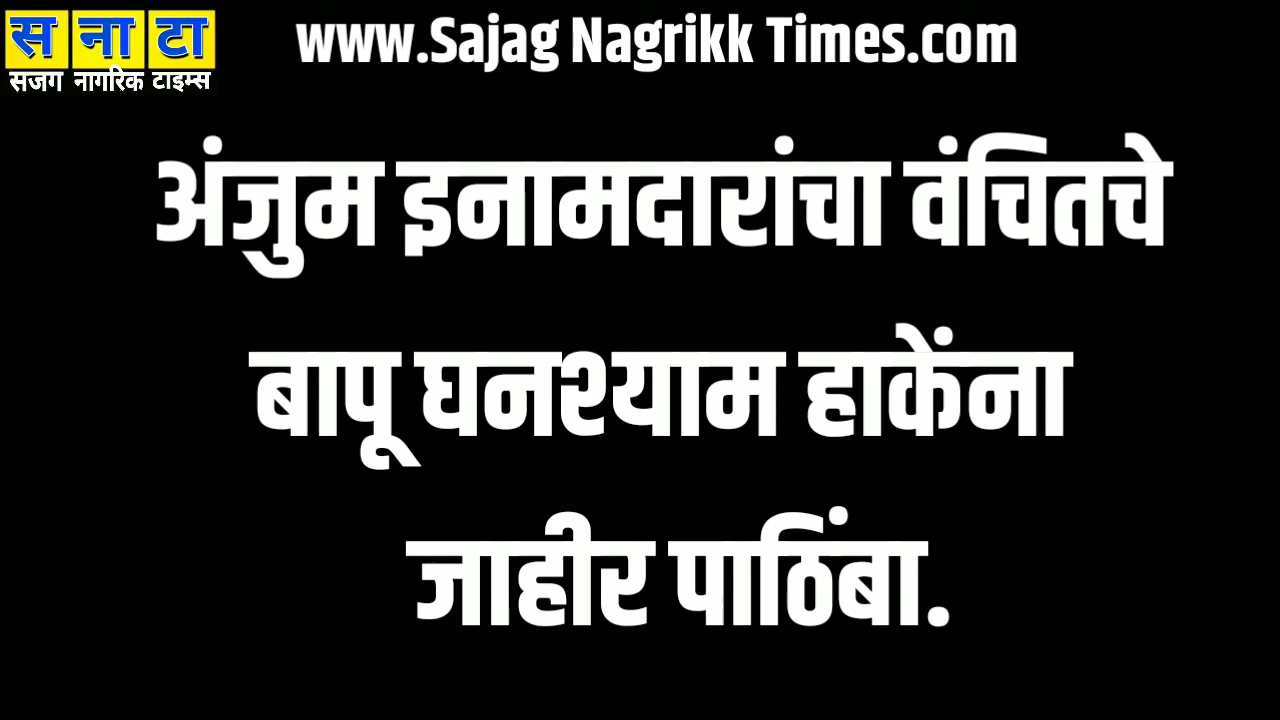 स ना टा
सजग नागरिक टाइम्स
www.Sajag Nagrikk Times.com
अंजुम इनामदारांचा वंचितचे
बापू घनश्याम हाकेंना
जाहीर पाठिंबा.